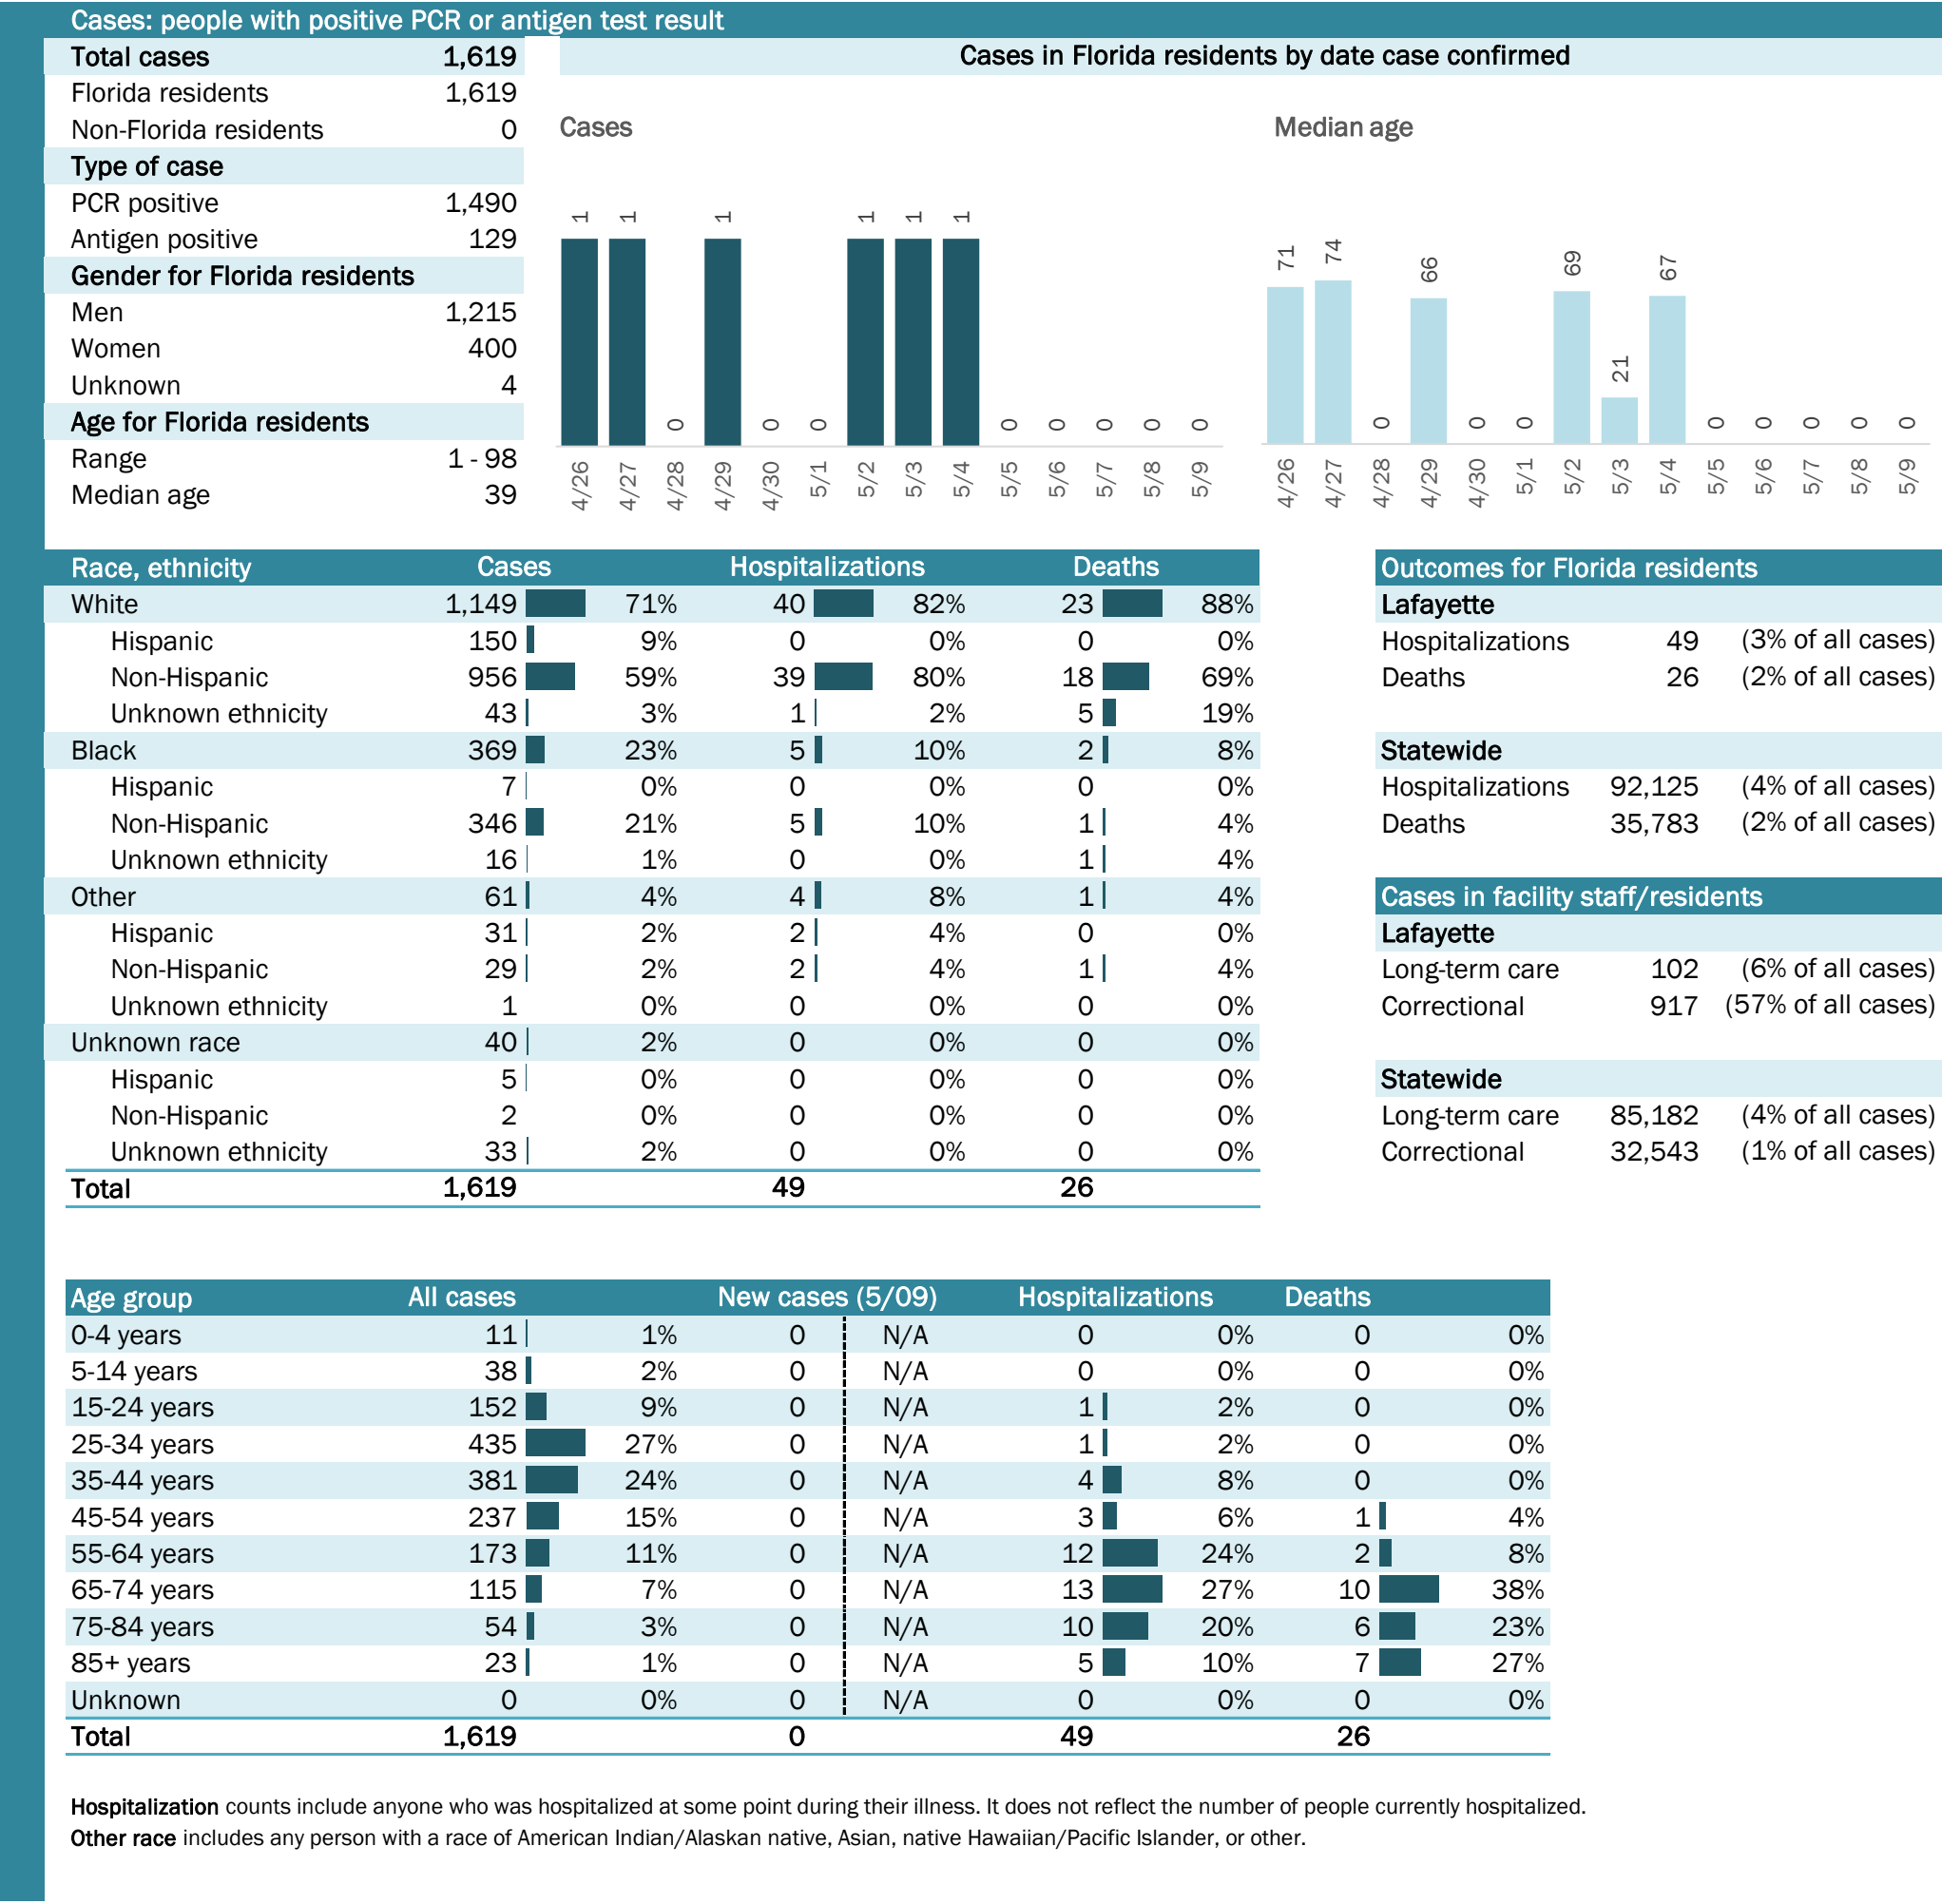 Cases: people with positive PCR or antigen test result
Total cases 1,619
Florida residents 1,619
Non-Florida residents 0
Type of case
PCR positive 1,490
Antigen positive 129
Gender for Florida residents
Men 1,215
Women 400
Unknown 4
Age for Florida residents
Range 1 - 98
Median age 39
Cases in Florida residents by date case confirmed
Cases
1 1 0 1 0 0 1 1 1 0 0 0 0 0
4/26 4/27 4/28 4/29 4/30 5/1 5/2 5/3 5/4 5/5 5/6 5/7 5/8 5/9
Median age
71 74 0 66 0 0 69 21 67 0 0 0 0 0
4/26 4/27 4/28 4/29 4/30 5/1 5/2 5/3 5/4 5/5 5/6 5/7 5/8 5/9
Race, ethnicity Cases Hospitalizations Deaths
White 1,149 71% 40 82% 23 88%
Hispanic 150 9% 0 0% 0 0%
Non-Hispanic 956 59% 39 80% 18 69%
Unknown ethnicity 43 3% 1 2% 5 19%
Black 369 23% 5 10% 2 8%
Hispanic 7 0% 0 0% 0 0%
Non-Hispanic 346 21% 5 10% 1 4%
Unknown ethnicity 16 1% 0 0% 1 4%
Other 61 4% 4 8% 1 4%
Hispanic 31 2% 2 4% 0 0%
Non-Hispanic 29 2% 2 4% 1 4%
Unknown ethnicity 1 0% 0 0% 0 0%
Unknown race 40 2% 0 0% 0 0%
Hispanic 5 0% 0 0% 0 0%
Non-Hispanic 2 0% 0 0% 0 0%
Unknown ethnicity 33 2% 0 0% 0 0%
Total 1,619 49 26
Outcomes for Florida residents
Lafayette
Hospitalizations 49 (3% of all cases)
Deaths 26 (2% of all cases)
Statewide
Hospitalizations 92,125 (4% of all cases)
Deaths 35,783 (2% of all cases)
Cases in facility staff/residents
Lafayette
Long-term care 102 (6% of all cases)
Correctional 917 (57% of all cases)
Statewide
Long-term care 85,182 (4% of all cases)
Correctional 32,543 (1% of all cases)
Age group All cases New cases (5/09) Hospitalizations Deaths
0-4 years 11 1% 0 N/A 0 0% 0 0%
5-14 years 38 2% 0 N/A 0 0% 0 0%
15-24 years 152 9% 0 N/A 1 2% 0 0%
25-34 years 435 27% 0 N/A 1 2% 0 0%
35-44 years 381 24% 0 N/A 4 8% 0 0%
45-54 years 237 15% 0 N/A 3 6% 1 4%
55-64 years 173 11% 0 N/A 12 24% 2 8%
65-74 years 115 7% 0 N/A 13 27% 10 38%
75-84 years 54 3% 0 N/A 10 20% 6 23%
85+ years 23 1% 0 N/A 5 10% 7 27%
Unknown 0 0% 0 N/A 0 0% 0 0%
Total 1,619 0 49 26
Hospitalization counts include anyone who was hospitalized at some point during their illness. It does not reflect the number of people currently hospitalized.
Other race includes any person with a race of American Indian/Alaskan native, Asian, native Hawaiian/Pacific Islander, or other.